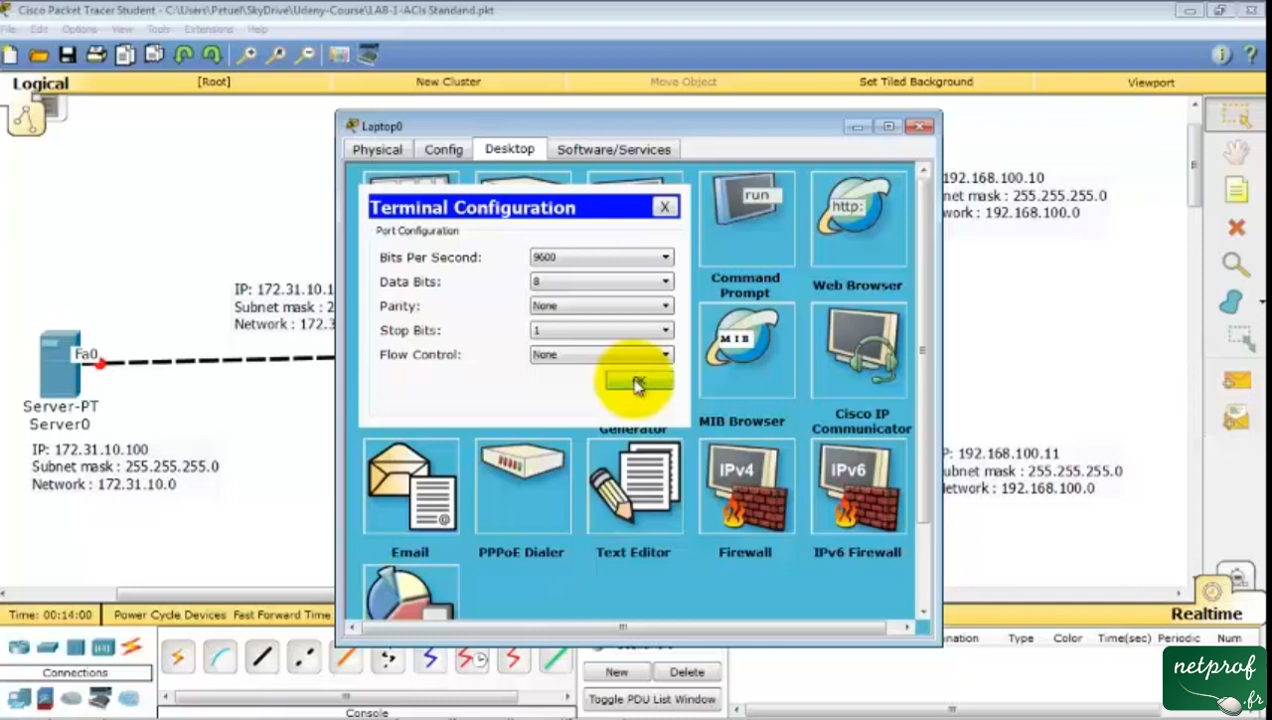 Cisco Packet Tracer Student - C:\Users\Petuel\SkyDrive\Udeny-Course\LAB-1-ACls Standard.pkt
File Edit Options View Tools Extensions Help
Logical
[Root]
New Cluster
Move Object
Set Tiled Background
Viewport
Laptop0
Physical
Config
Desktop
Software/Services
Terminal Configuration
X
Port Configuration
Bits Per Second:
9600
Data Bits:
8
Parity:
None
Stop Bits:
1
Flow Control:
None
OK
run
Command
Prompt
http:
Web Browser
MIB
MIB Browser
Cisco IP
Communicator
Generator
Email
PPPoE Dialer
Text Editor
IPv4
Firewall
IPv6
IPv6 Firewall
IP: 172.31.10.1
Subnet mask : 2
Network : 172.3
Fa0
Server-PT
Server0
IP: 172.31.10.100
Subnet mask : 255.255.255.0
Network : 172.31.10.0
192.168.100.10
net mask : 255.255.255.0
work : 192.168.100.0
P: 192.168.100.11
ubnet mask : 255.255.255.0
etwork : 192.168.100.0
Time: 00:14:00
Power Cycle Devices Fast Forward Time
Realtime
Connections
Console
New
Delete
Toggle PDU List Window
nation Type Color Time(sec) Periodic Num
netprof
.fr